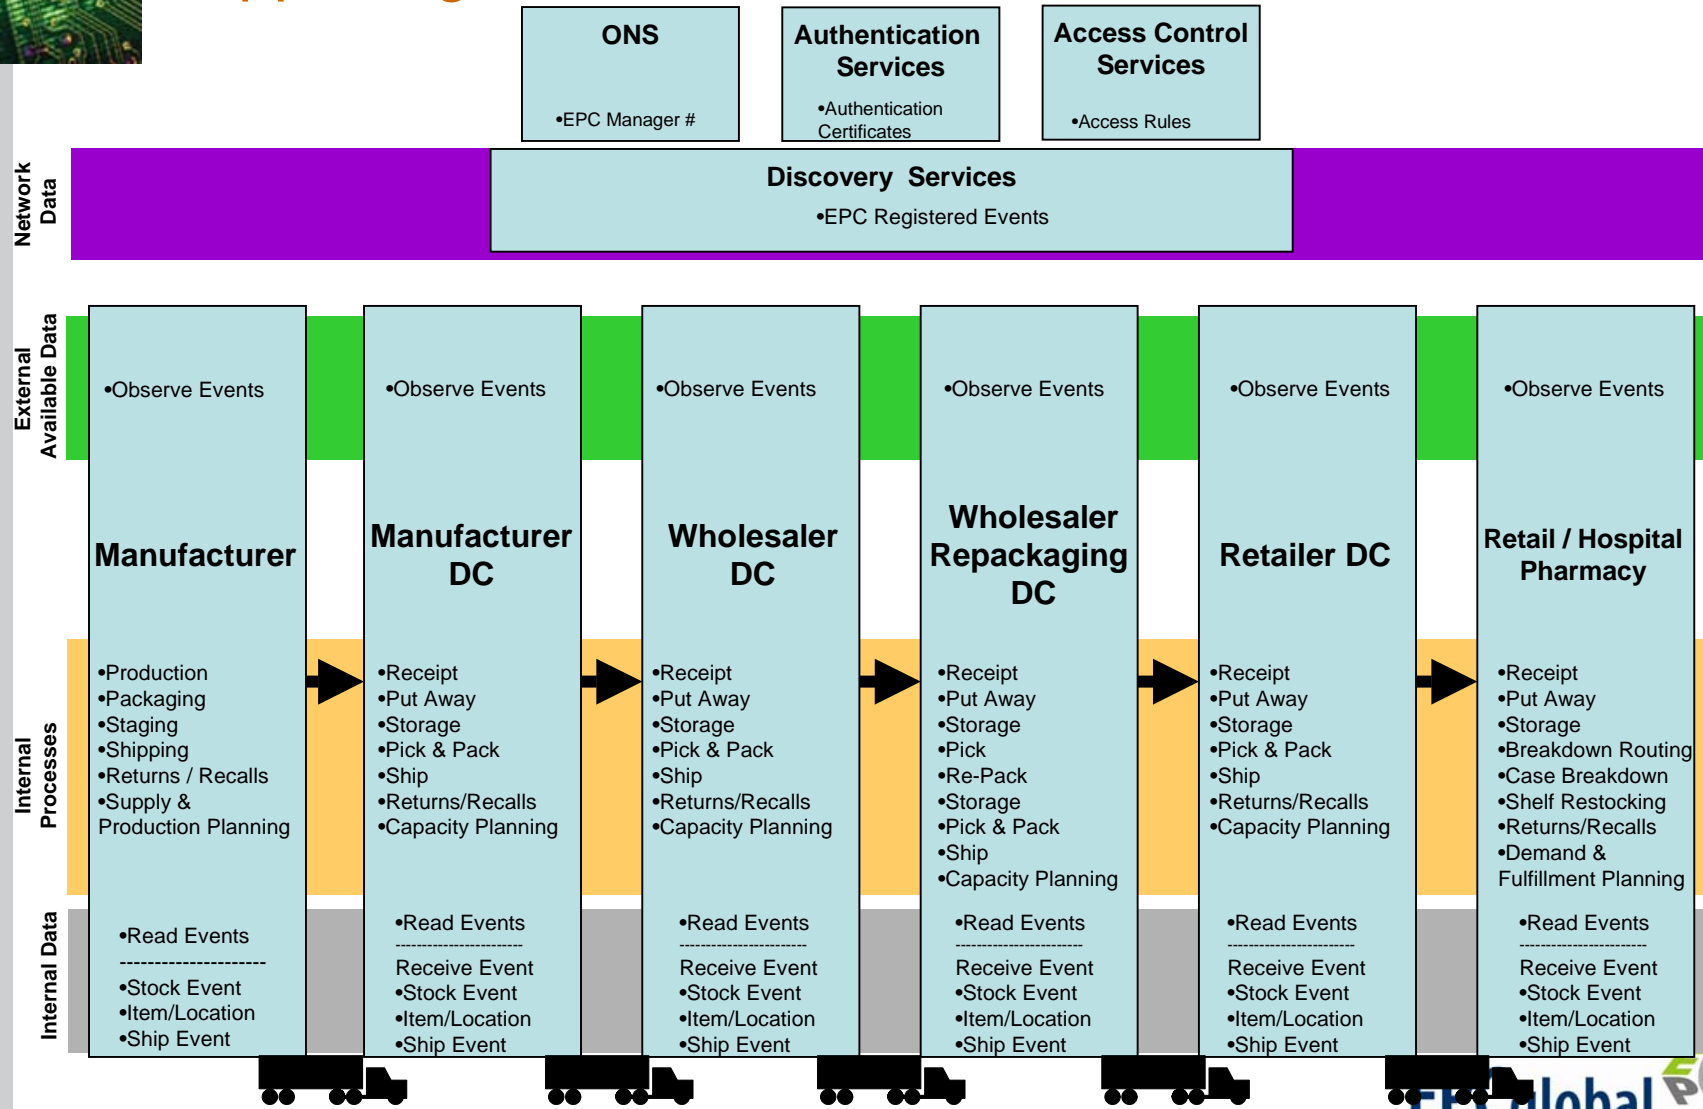 ONS
•EPC Manager #
Authentication
Services
•Authentication
Certificates
Access Control
Services
•Access Rules
Network
Data
Discovery Services
•EPC Registered Events
External
Available Data
•Observe Events
•Observe Events
•Observe Events
•Observe Events
•Observe Events
•Observe Events
Manufacturer
Manufacturer
DC
Wholesaler
DC
Wholesaler
Repackaging
DC
Retailer DC
Retail / Hospital
Pharmacy
Internal
Processes
•Production
•Packaging
•Staging
•Shipping
•Returns / Recalls
•Supply &
Production Planning
•Receipt
•Put Away
•Storage
•Pick & Pack
•Ship
•Returns/Recalls
•Capacity Planning
•Receipt
•Put Away
•Storage
•Pick & Pack
•Ship
•Returns/Recalls
•Capacity Planning
•Receipt
•Put Away
•Storage
•Pick
•Re-Pack
•Storage
•Pick & Pack
•Ship
•Capacity Planning
•Receipt
•Put Away
•Storage
•Pick & Pack
•Ship
•Returns/Recalls
•Capacity Planning
•Receipt
•Put Away
•Storage
•Breakdown Routing
•Case Breakdown
•Shelf Restocking
•Returns/Recalls
•Demand &
Fulfillment Planning
Internal Data
•Read Events
---------------------
•Stock Event
•Item/Location
•Ship Event
•Read Events
------------------------
Receive Event
•Stock Event
•Item/Location
•Ship Event
•Read Events
------------------------
Receive Event
•Stock Event
•Item/Location
•Ship Event
•Read Events
------------------------
Receive Event
•Stock Event
•Item/Location
•Ship Event
•Read Events
------------------------
Receive Event
•Stock Event
•Item/Location
•Ship Event
•Read Events
------------------------
Receive Event
•Stock Event
•Item/Location
•Ship Event